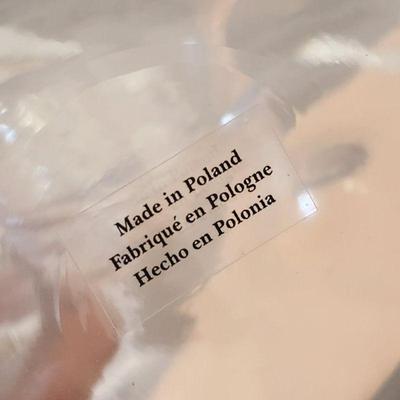 Made in Poland
Fabriqué en Pologne
Hecho en Polonia